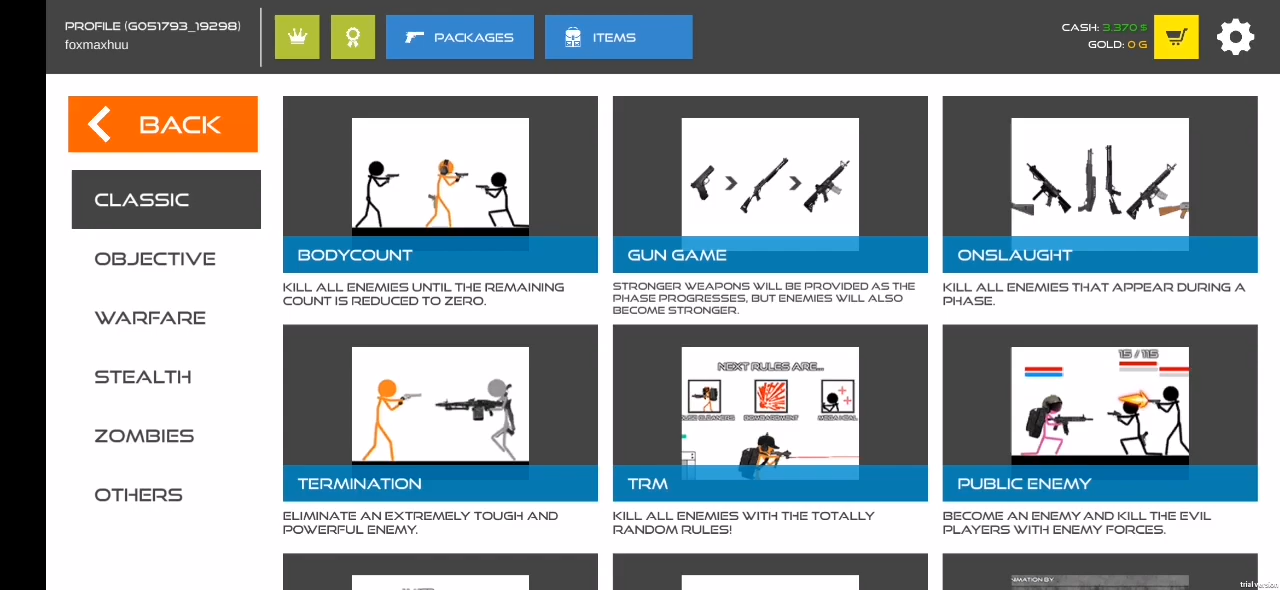 PROFILE (G051793_19298)
foxmaxhuu
PACKAGES
ITEMS
CASH: 3.370 $
GOLD: 0 G
BACK
CLASSIC
OBJECTIVE
WARFARE
STEALTH
ZOMBIES
OTHERS
BODYCOUNT
KILL ALL ENEMIES UNTIL THE REMAINING
COUNT IS REDUCED TO ZERO.
GUN GAME
STRONGER WEAPONS WILL BE PROVIDED AS THE
PHASE PROGRESSES, BUT ENEMIES WILL ALSO
BECOME STRONGER.
ONSLAUGHT
KILL ALL ENEMIES THAT APPEAR DURING A
PHASE.
TERMINATION
ELIMINATE AN EXTREMELY TOUGH AND
POWERFUL ENEMY.
NEXT RULES ARE...
TRM
KILL ALL ENEMIES WITH THE TOTALLY
RANDOM RULES!
15 / 115
PUBLIC ENEMY
BECOME AN ENEMY AND KILL THE EVIL
PLAYERS WITH ENEMY FORCES.
trial version